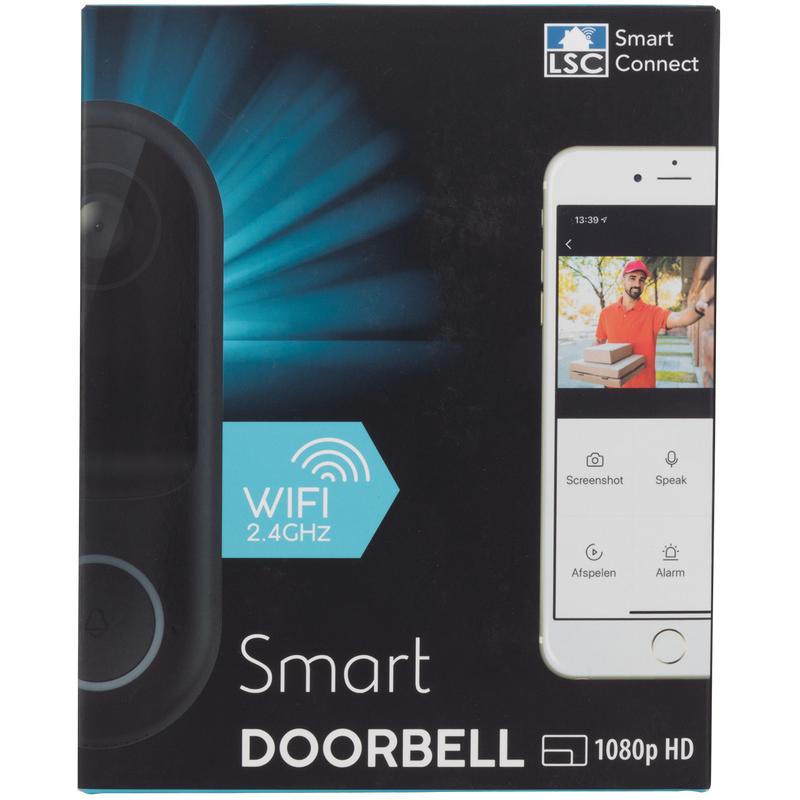 LSC
Smart
Connect
13:39
Screenshot
Speak
Afspelen
Alarm
WIFI
2.4GHZ
Smart
DOORBELL
1080p HD